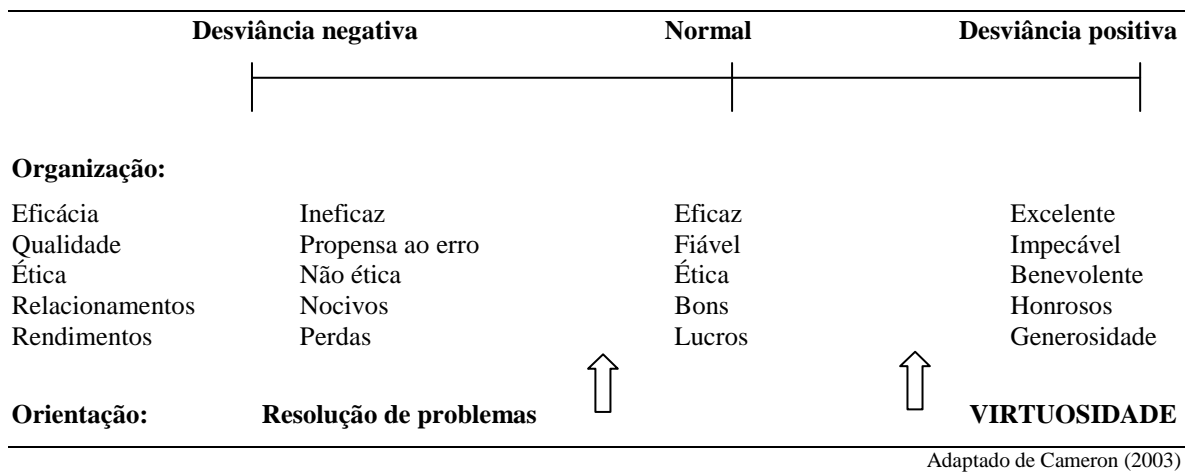 Desviância negativa Normal Desviância positiva
Organização:
Eficácia Ineficaz Eficaz Excelente
Qualidade Propensa ao erro Fiável Impecável
Ética Não ética Ética Benevolente
Relacionamentos Nocivos Bons Honrosos
Rendimentos Perdas Lucros Generosidade
Orientação: Resolução de problemas VIRTUOSIDADE
Adaptado de Cameron (2003)